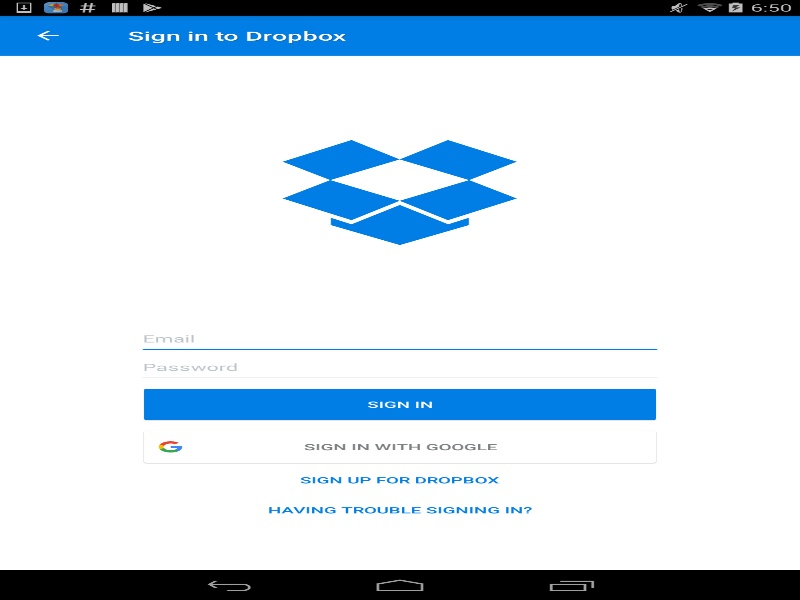 6:50
Sign in to Dropbox
Email
Password
SIGN IN
SIGN IN WITH GOOGLE
SIGN UP FOR DROPBOX
HAVING TROUBLE SIGNING IN?